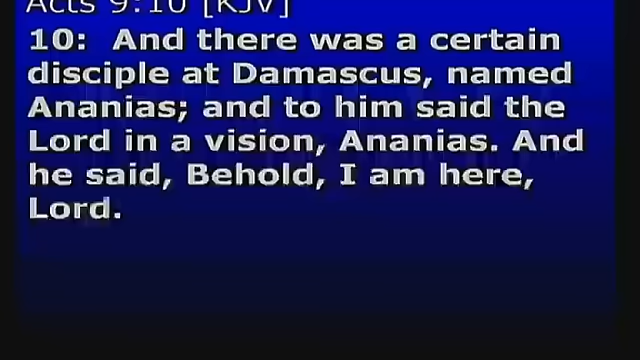 Acts 9:10 [KJV]
10: And there was a certain
disciple at Damascus, named
Ananias; and to him said the
Lord in a vision, Ananias. And
he said, Behold, I am here,
Lord.